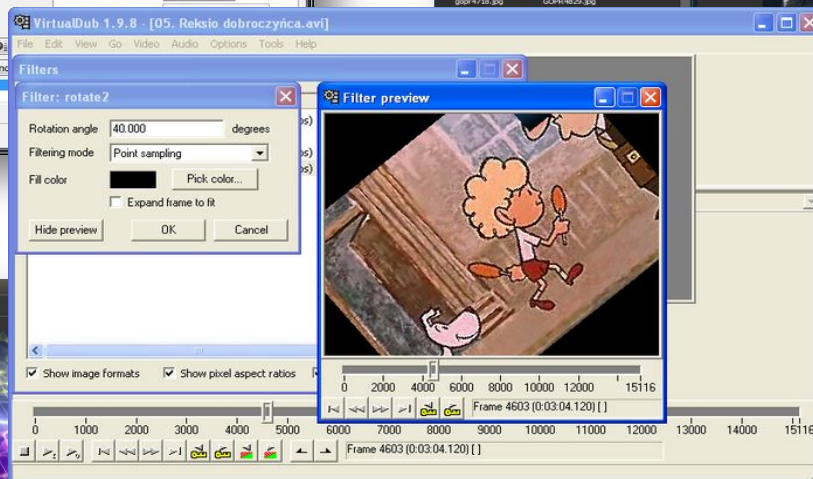 gopr4718.jpg GOPR4829.jpg
VirtualDub 1.9.8 - [05. Reksio dobroczyńca.avi]
File Edit View Go Video Audio Options Tools Help
Filters
Filter: rotate2
Rotation angle 40.000 degrees
Filtering mode Point sampling
Fill color Pick color...
Expand frame to fit
Hide preview OK Cancel
Show image formats Show pixel aspect ratios
Filter preview
0 2000 4000 6000 8000 10000 12000 15116
Frame 4603 (0:03:04.120) [ ]
0 1000 2000 3000 4000 5000 6000 7000 8000 9000 10000 11000 12000 13000 14000 15116
Frame 4603 (0:03:04.120) [ ]